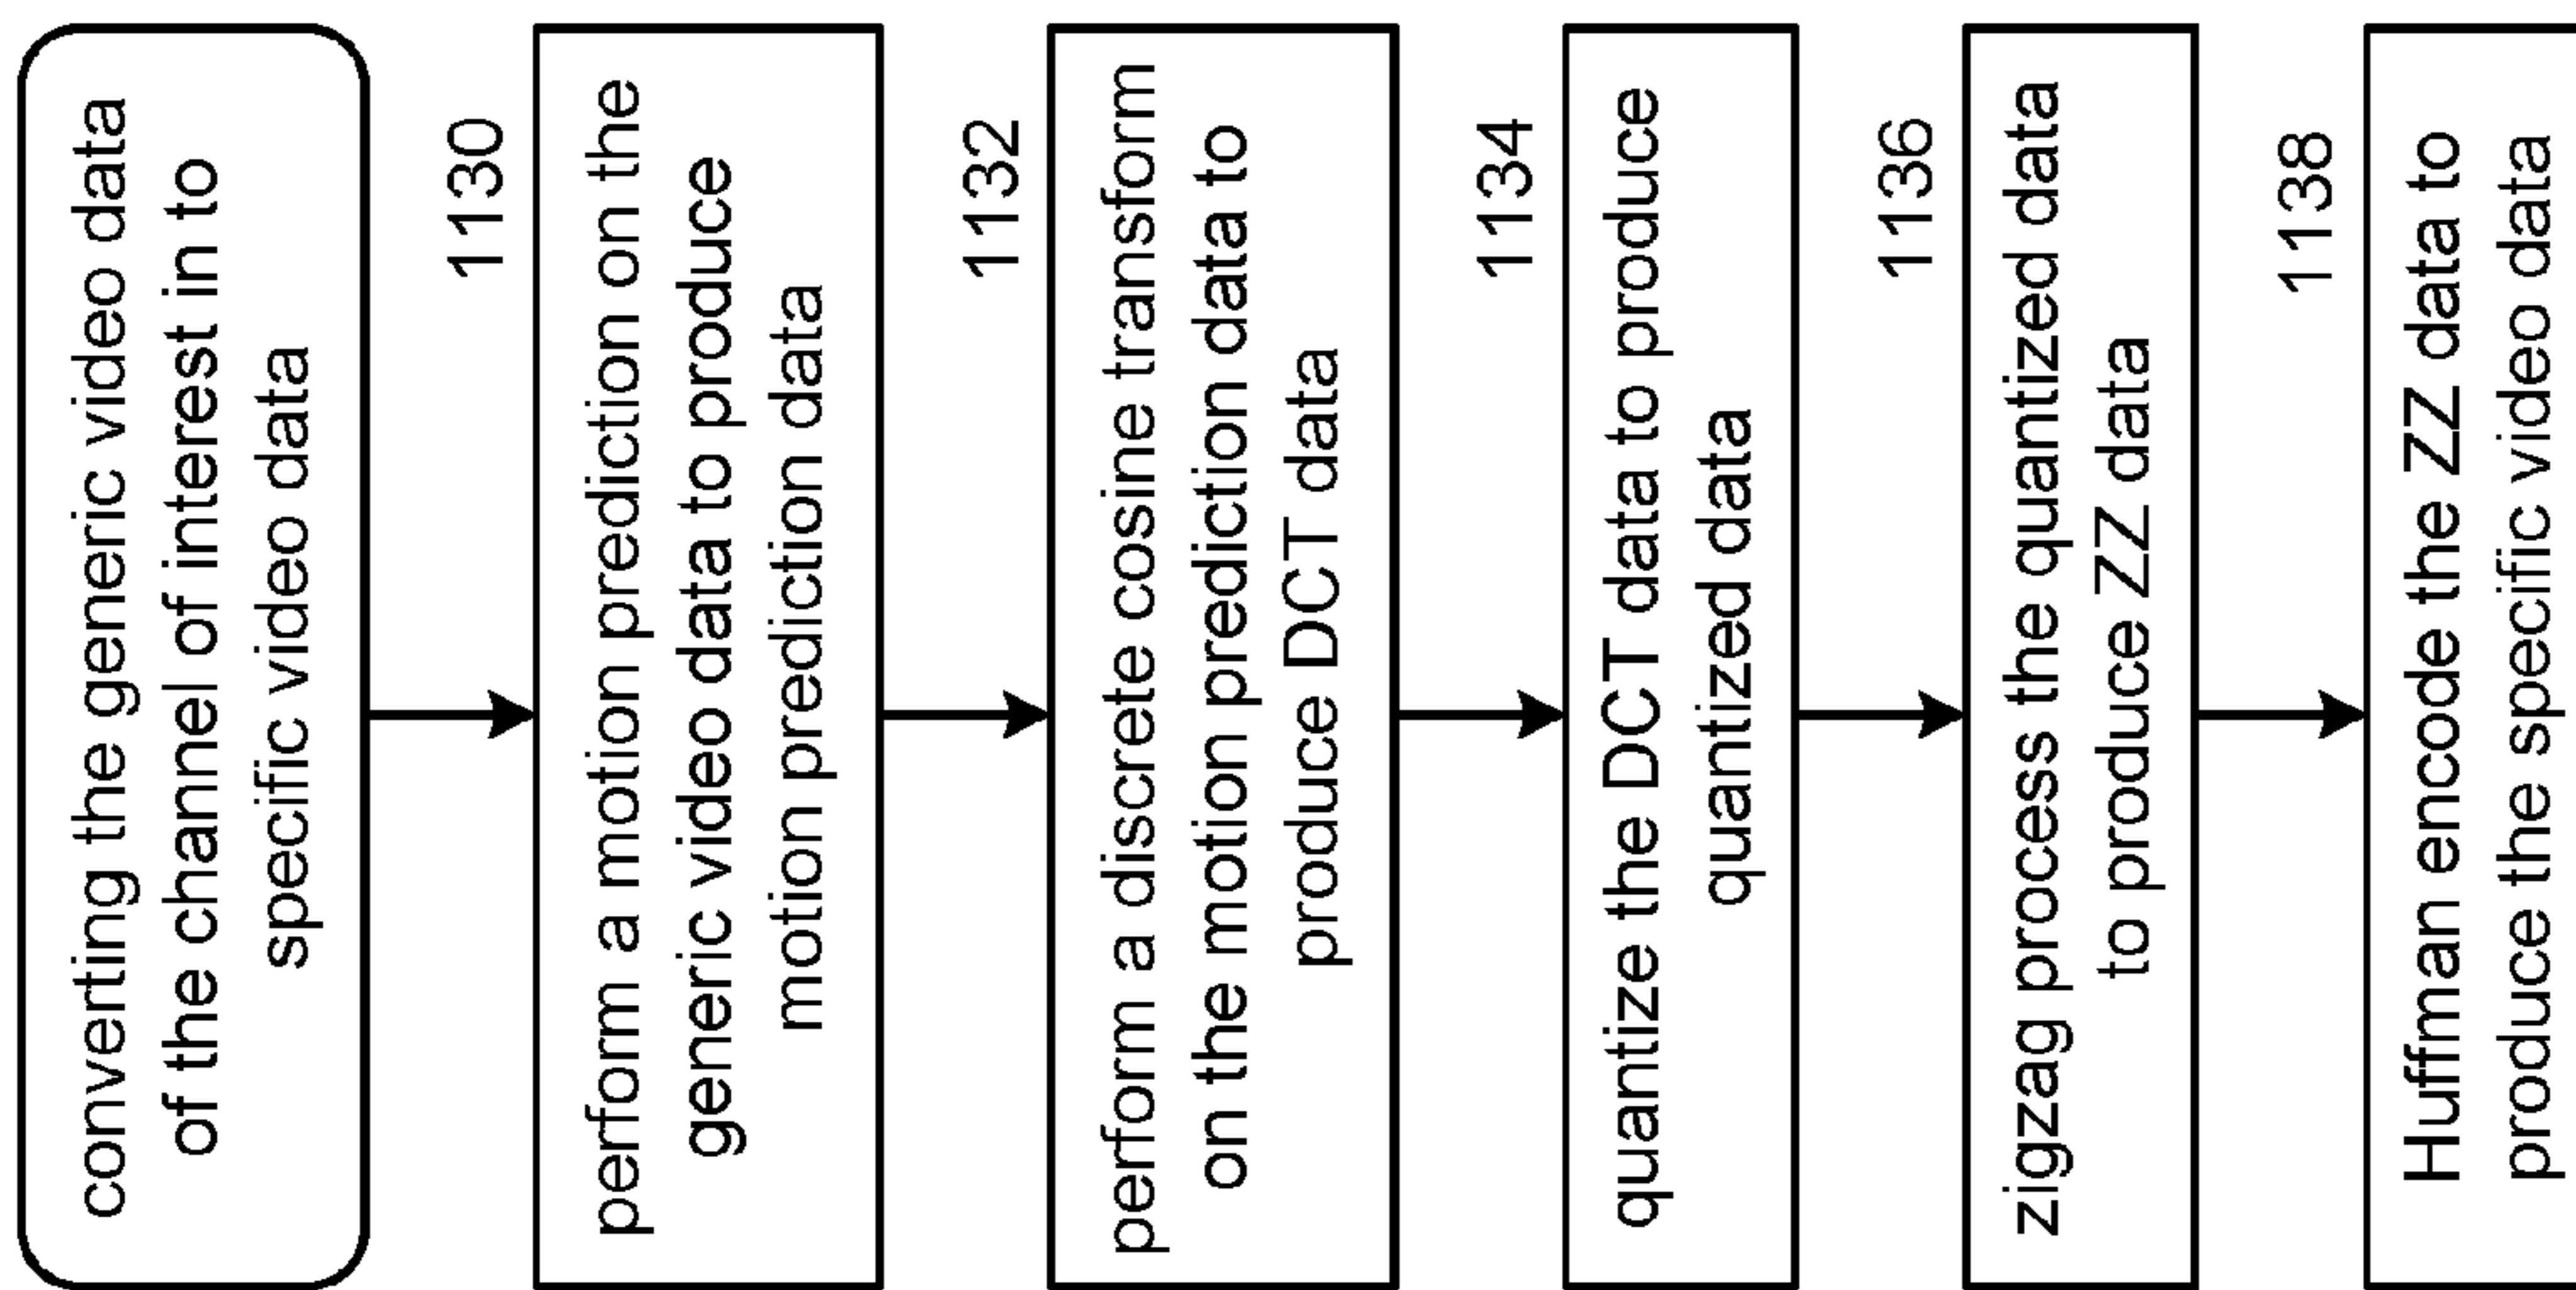 converting the generic video data
of the channel of interest in to
specific video data
1130
perform a motion prediction on the
generic video data to produce
motion prediction data
1132
perform a discrete cosine transform
on the motion prediction data to
produce DCT data
1134
quantize the DCT data to produce
quantized data
1136
zigzag process the quantized data
to produce ZZ data
1138
Huffman encode the ZZ data to
produce the specific video data